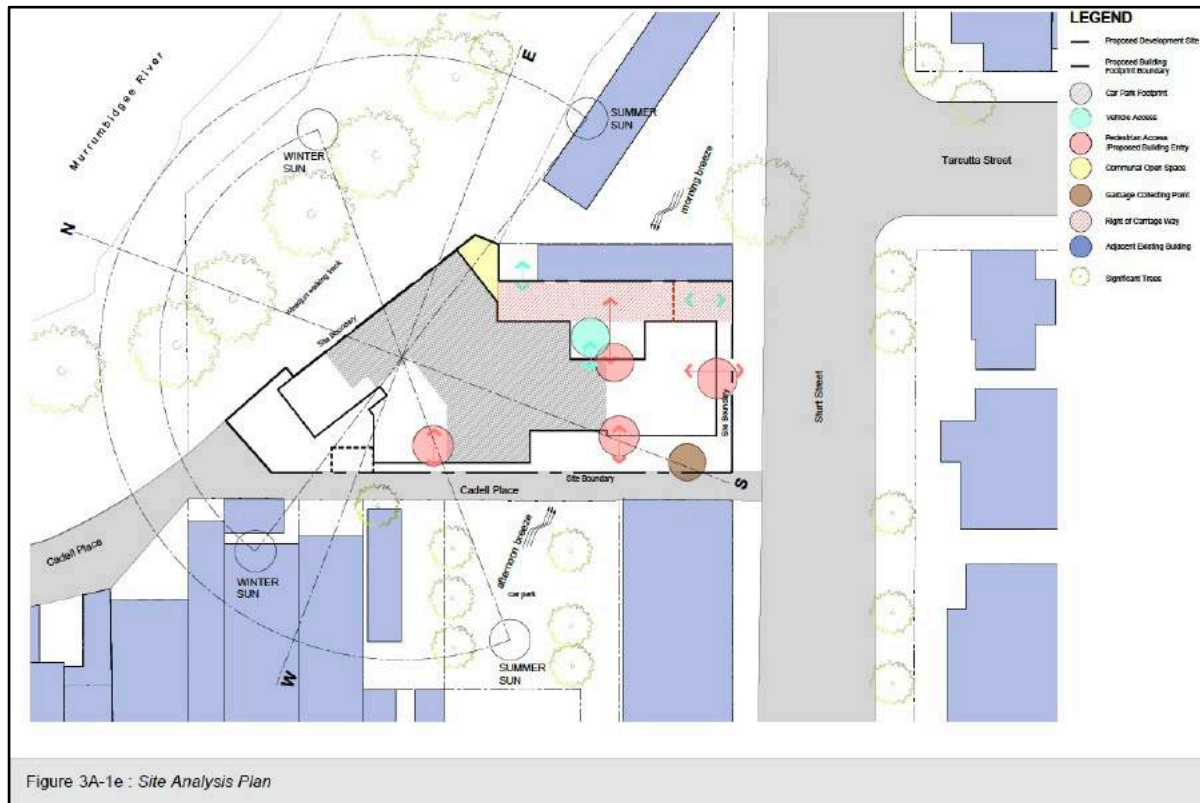 LEGEND
Proposed Development Site
Proposed Building
Footprint Boundary
Car Park Footprint
Vehicle Access
Pedestrian Access
/Proposed Building Entry
Communal Open Space
Garbage Collecting Point
Right of Carriage Way
Adjacent Existing Building
Significant Trees
Murrumbidgee River
E
SUMMER
SUN
WINTER
SUN
morning breeze
Tarcutta Street
N
walking track
Site Boundary
Site Boundary
Sturt Street
Site Boundary
S
Cadell Place
Cadell Place
afternoon breeze
car park
WINTER
SUN
SUMMER
SUN
W
Figure 3A-1e : Site Analysis Plan